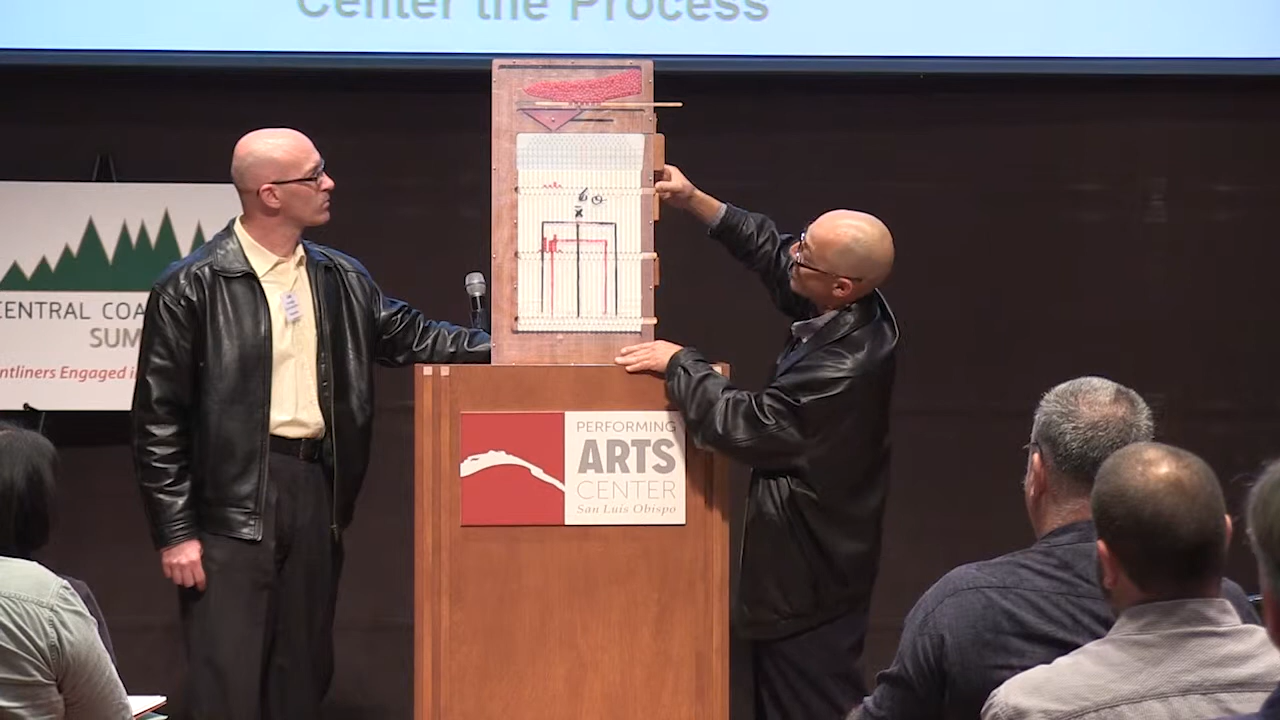 Center the Process
CENTRAL COA
SUM
ntliners Engaged i
PERFORMING
ARTS
CENTER
San Luis Obispo